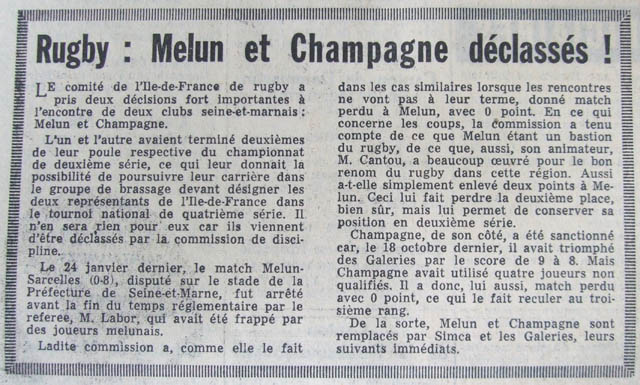 Rugby : Melun et Champagne déclassés !
LE comité de l'Ile-de-France de rugby a
pris deux décisions fort importantes à
l'encontre de deux clubs seine-et-marnais :
Melun et Champagne.
L'un et l'autre avaient terminé deuxièmes
de leur poule respective du championnat
de deuxième série, ce qui leur donnait la
possibilité de poursuivre leur carrière dans
le groupe de brassage devant désigner les
deux représentants de l'Ile-de-France dans
le tournoi national de quatrième série. Il
n'en sera rien pour eux car ils viennent
d'être déclassés par la commission de disci-
pline.
Le 24 janvier dernier, le match Melun-
Sarcelles (0-8), disputé sur le stade de la
Préfecture de Seine-et-Marne, fut arrêté
avant la fin du temps réglementaire par le
referee, M. Labor, qui avait été frappé par
des joueurs melunais.
Ladite commission a, comme elle le fait
dans les cas similaires lorsque les rencontres
ne vont pas à leur terme, donné match
perdu à Melun, avec 0 point. En ce qui
concerne les coups, la commission a tenu
compte de ce que Melun étant un bastion
du rugby, de ce que, aussi, son animateur,
M. Cantou, a beaucoup œuvré pour le bon
renom du rugby dans cette région. Aussi
a-t-elle simplement enlevé deux points à Me-
lun. Ceci lui fait perdre la deuxième place,
bien sûr, mais lui permet de conserver sa
position en deuxième série.
Champagne, de son côté, a été sanctionné
car, le 18 octobre dernier, il avait triomphé
des Galeries par le score de 9 à 8. Mais
Champagne avait utilisé quatre joueurs non
qualifiés. Il a donc, lui aussi, match perdu
avec 0 point, ce qui le fait reculer au troi-
sième rang.
De la sorte, Melun et Champagne sont
remplacés par Simca et les Galeries, leurs
suivants immédiats.